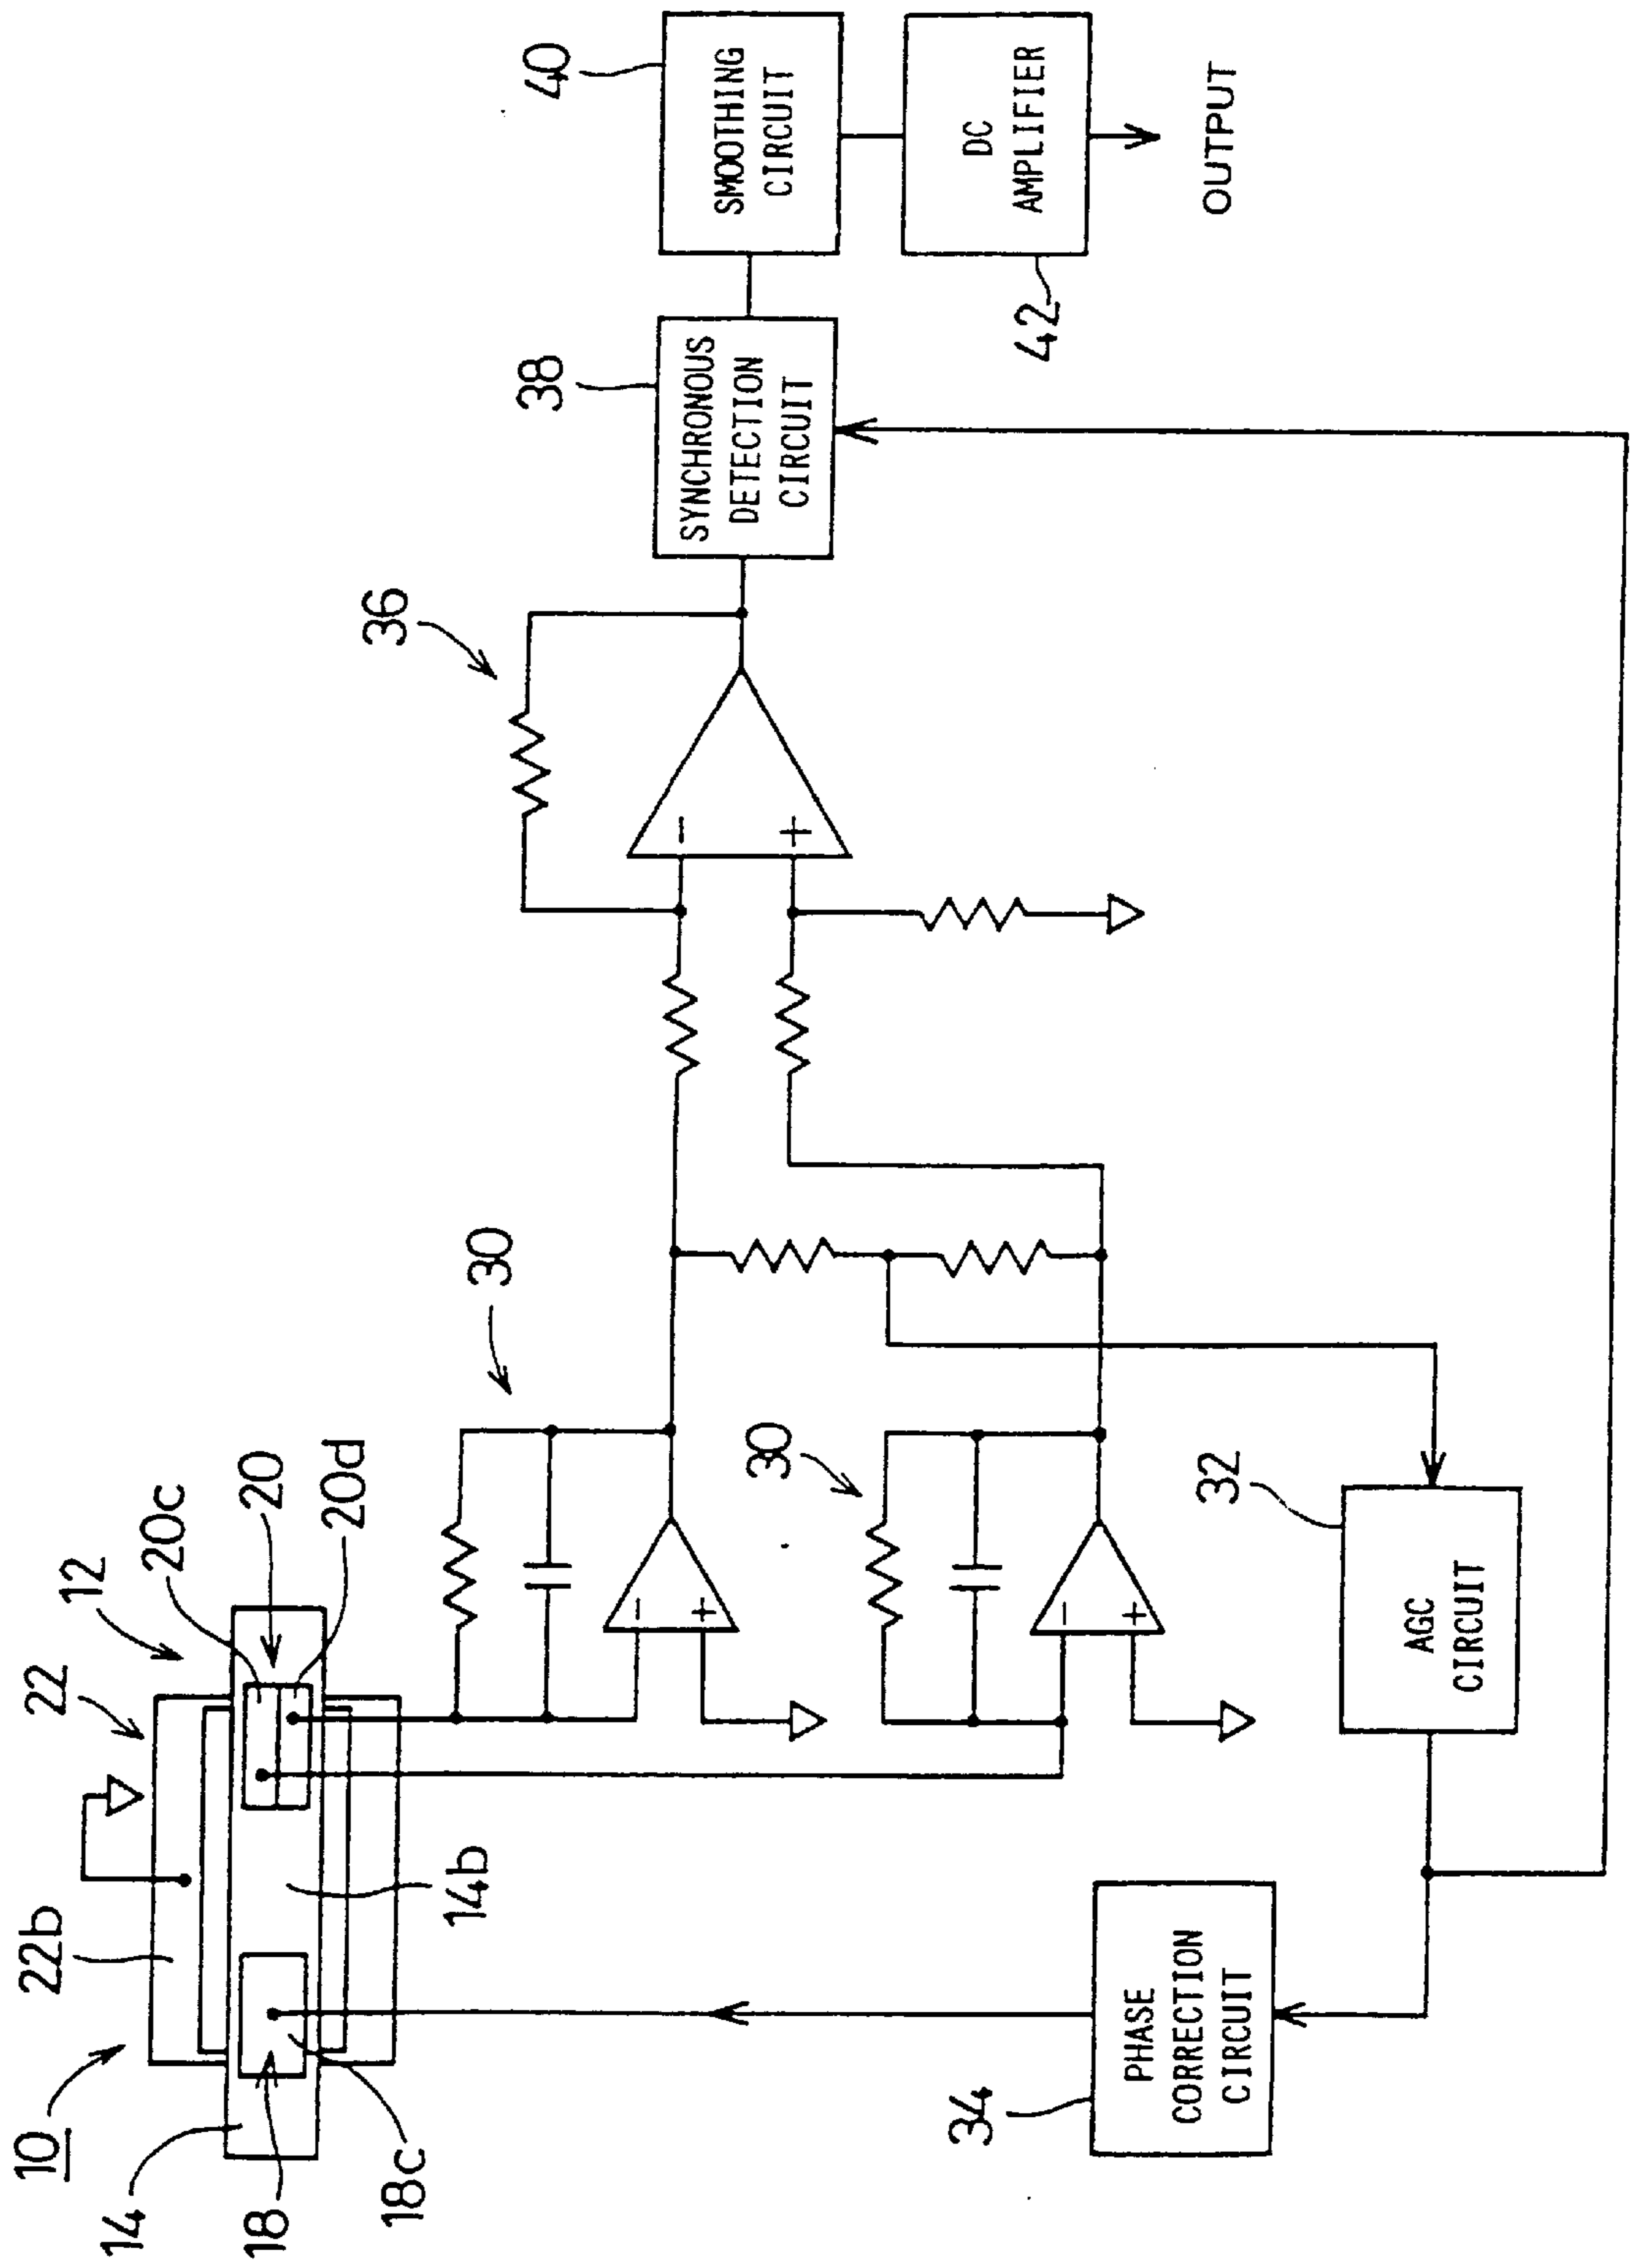 10
12
22
22b
20c
20
20d
14
18
18c
14b
30
30
36
38
SYNCHRONOUS
DETECTION
CIRCUIT
40
SMOOTHING
CIRCUIT
42
DC
AMPLIFIER
OUTPUT
32
AGC
CIRCUIT
34
PHASE
CORRECTION
CIRCUIT
-
+
-
+
-
+